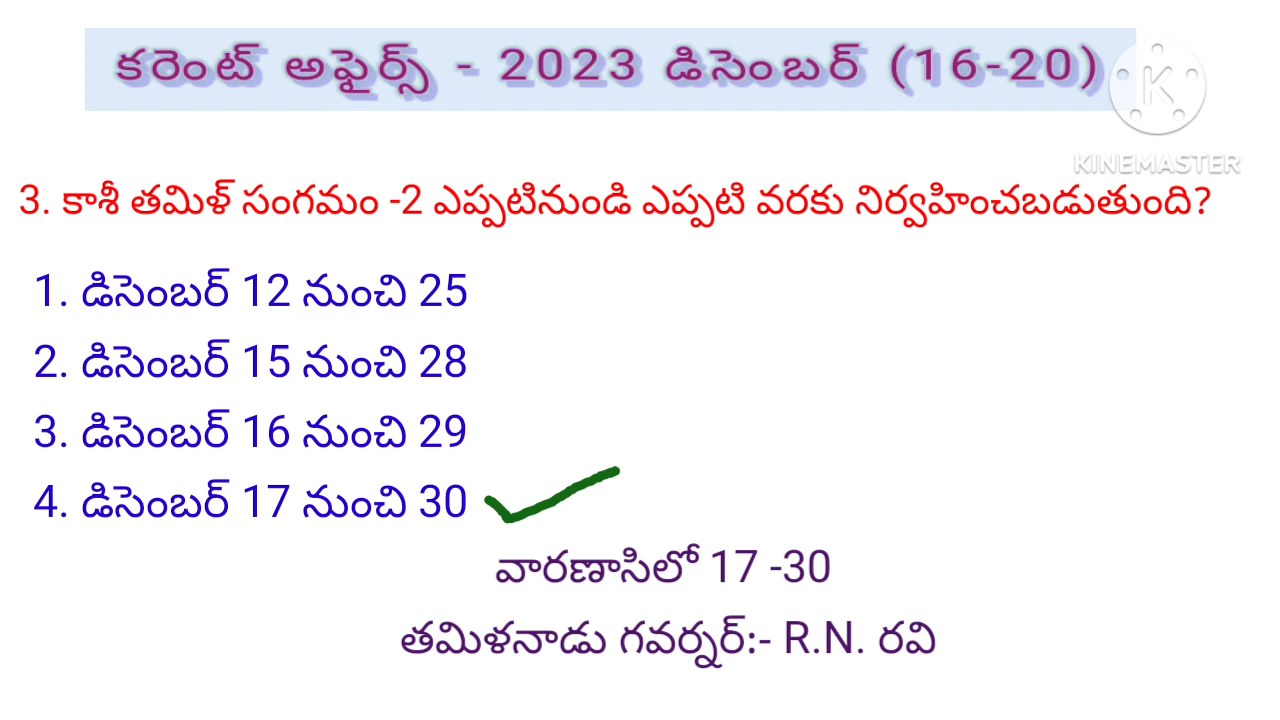 కరెంట్ అఫైర్స్ - 2023 డిసెంబర్ (16-20)
KINEMASTER
3. కాశీ తమిళ్ సంగమం -2 ఎప్పటినుండి ఎప్పటి వరకు నిర్వహించబడుతుంది?
1. డిసెంబర్ 12 నుంచి 25
2. డిసెంబర్ 15 నుంచి 28
3. డిసెంబర్ 16 నుంచి 29
4. డిసెంబర్ 17 నుంచి 30
వారణాసిలో 17 -30
తమిళనాడు గవర్నర్:- R.N. రవి